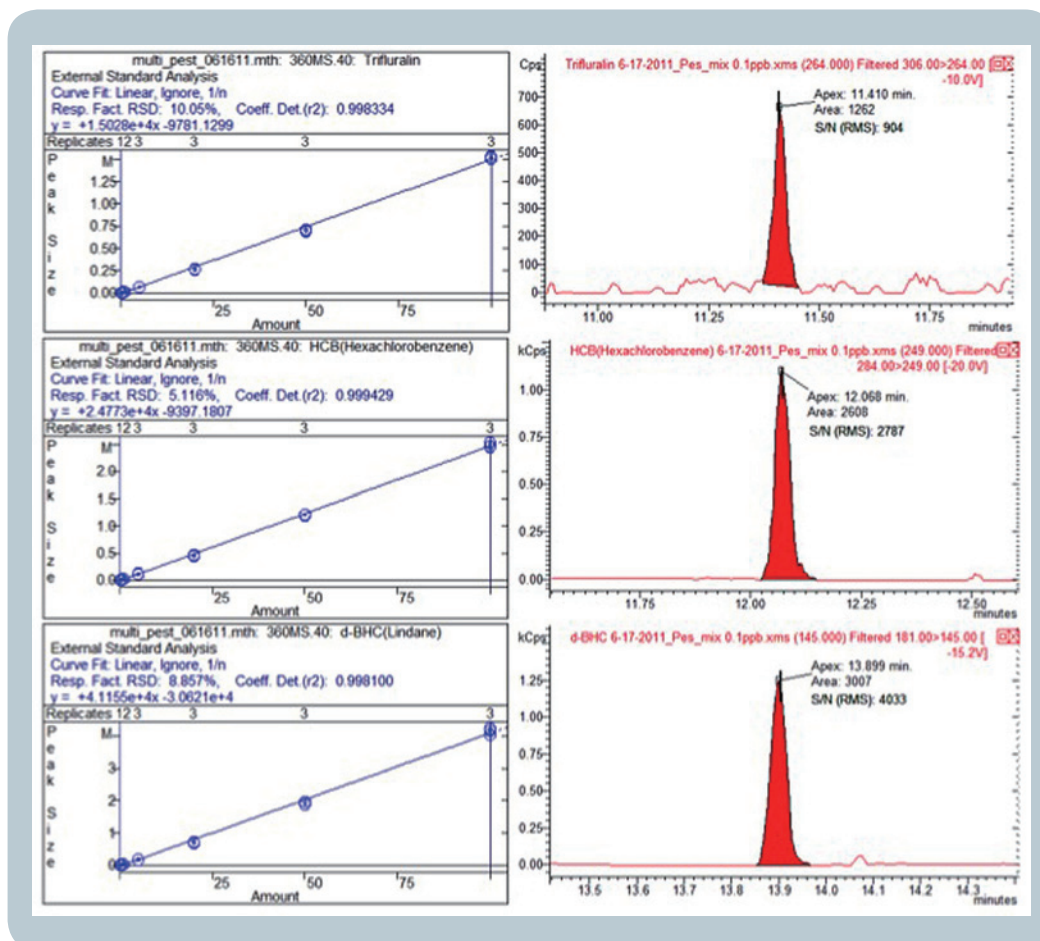 multi_pest_061611.mth: 360MS.40: Trifluralin
External Standard Analysis
Curve Fit: Linear, Ignore, 1/n
Resp. Fact. RSD: 10.05%, Coeff. Det.(r2): 0.998334
y = +1.5028e+4x -9781.1299
Replicates 1 2 3 3 3 3
Peak Size
M
1.25
1.00
0.75
0.50
0.25
0.00
25 75
Amount
Trifluralin 6-17-2011_Pes_mix 0.1ppb.xms (264.000) Filtered 306.00>264.00 [
-10.0V]
Cps
Apex: 11.410 min.
Area: 1262
S/N (RMS): 904
700
600
500
400
300
200
100
0
11.00 11.25 11.50 11.75
minutes
multi_pest_061611.mth: 360MS.40: HCB(Hexachlorobenzene)
External Standard Analysis
Curve Fit: Linear, Ignore, 1/n
Resp. Fact. RSD: 5.116%, Coeff. Det.(r2): 0.999429
y = +2.4773e+4x -9397.1807
Replicates 1 2 3 3 3 3
Peak Size
M
2.0
1.5
1.0
0.5
0.0
25 75
Amount
HCB(Hexachlorobenzene) 6-17-2011_Pes_mix 0.1ppb.xms (249.000) Filtered
284.00>249.00 [-20.0V]
kCps
Apex: 12.068 min.
Area: 2608
S/N (RMS): 2787
1.00
0.75
0.50
0.25
0.00
11.75 12.00 12.25 12.50
minutes
multi_pest_061611.mth: 360MS.40: d-BHC(Lindane)
External Standard Analysis
Curve Fit: Linear, Ignore, 1/n
Resp. Fact. RSD: 8.857%, Coeff. Det.(r2): 0.998100
y = +4.1155e+4x -3.0621e+4
Replicates 1 2 3 3 3 3
Peak Size
M
3
2
1
0
25 75
Amount
d-BHC 6-17-2011_Pes_mix 0.1ppb.xms (145.000) Filtered 181.00>145.00 [
-15.2V]
kCps
Apex: 13.899 min.
Area: 3007
S/N (RMS): 4033
1.25
1.00
0.75
0.50
0.25
0.00
13.5 13.6 13.7 13.8 13.9 14.0 14.1 14.2 14.3
minutes